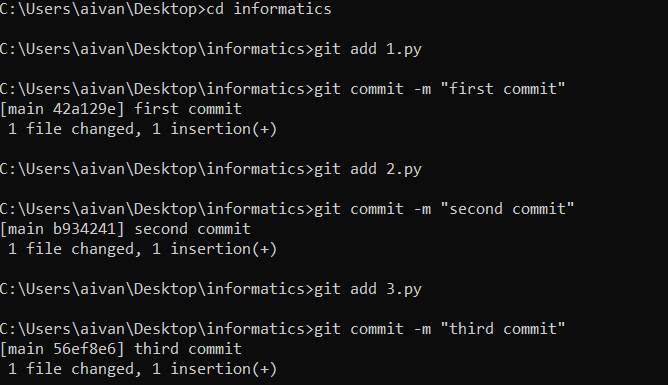 C:\Users\aivan\Desktop>cd informatics
C:\Users\aivan\Desktop\informatics>git add 1.py
C:\Users\aivan\Desktop\informatics>git commit -m "first commit"
[main 42a129e] first commit
 1 file changed, 1 insertion(+)
C:\Users\aivan\Desktop\informatics>git add 2.py
C:\Users\aivan\Desktop\informatics>git commit -m "second commit"
[main b934241] second commit
 1 file changed, 1 insertion(+)
C:\Users\aivan\Desktop\informatics>git add 3.py
C:\Users\aivan\Desktop\informatics>git commit -m "third commit"
[main 56ef8e6] third commit
 1 file changed, 1 insertion(+)